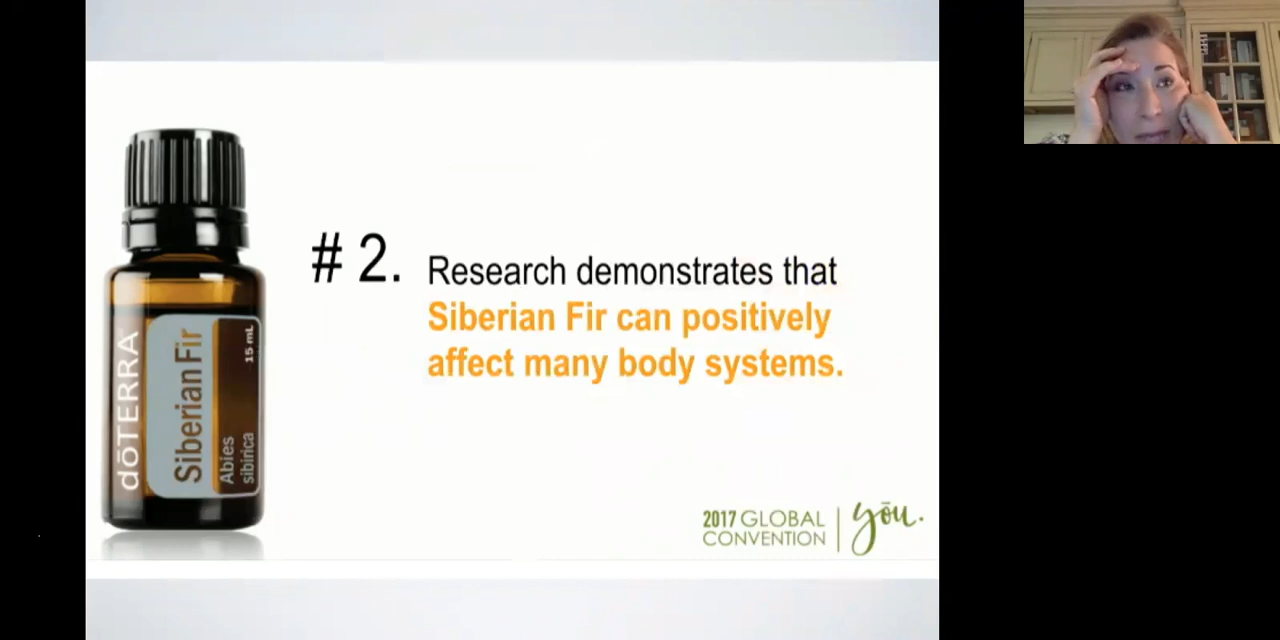 # 2.
Research demonstrates that
Siberian Fir can positively
affect many body systems.
dōTERRA
Siberian Fir
15 mL
Abies
sibirica
2017 GLOBAL
CONVENTION
yōu.